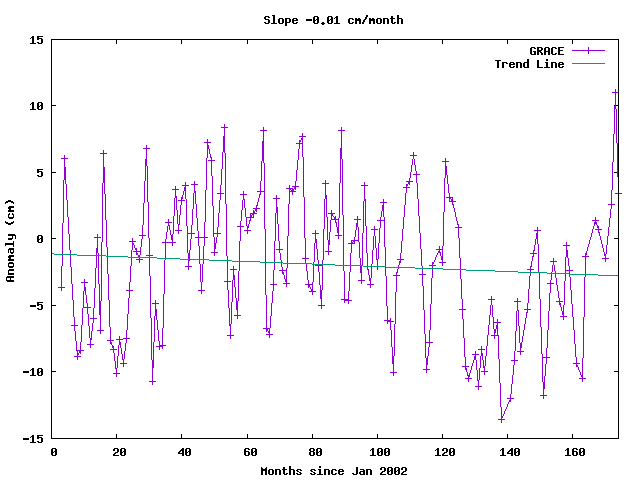 Slope -0.01 cm/month
GRACE
Trend Line
15
10
5
0
-5
-10
-15
Anomaly (cm)
0 20 40 60 80 100 120 140 160
Months since Jan 2002